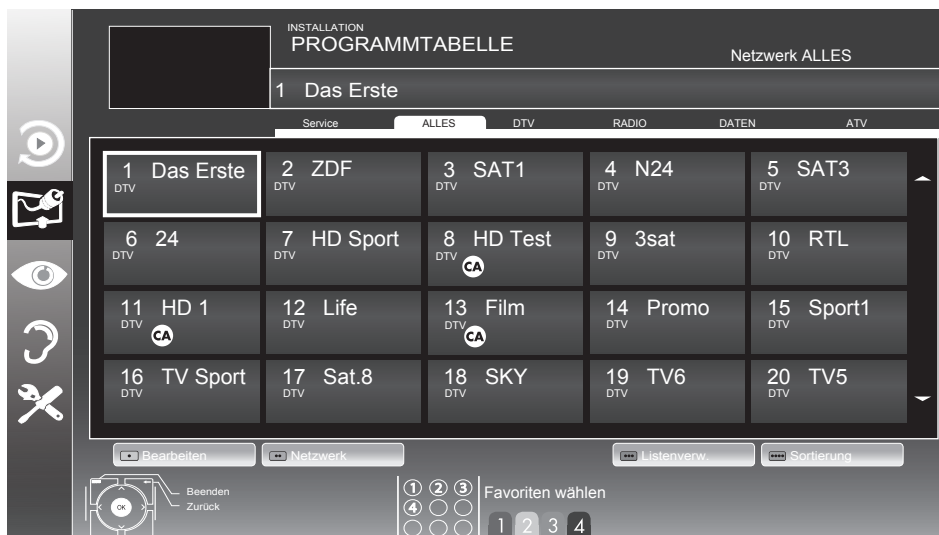 INSTALLATION
PROGRAMMTABELLE
Netzwerk ALLES
1 Das Erste
Service ALLES DTV RADIO DATEN ATV
1 Das Erste 2 ZDF 3 SAT1 4 N24 5 SAT3
DTV DTV DTV DTV DTV
6 24 7 HD Sport 8 HD Test 9 3sat 10 RTL
DTV DTV DTV DTV DTV
CA
11 HD 1 12 Life 13 Film 14 Promo 15 Sport1
DTV DTV DTV DTV DTV
CA CA
16 TV Sport 17 Sat.8 18 SKY 19 TV6 20 TV5
DTV DTV DTV DTV DTV
Bearbeiten Netzwerk Listenverw. Sortierung
Beenden
Zurück
OK
1 2 3
4
Favoriten wählen
1 2 3 4